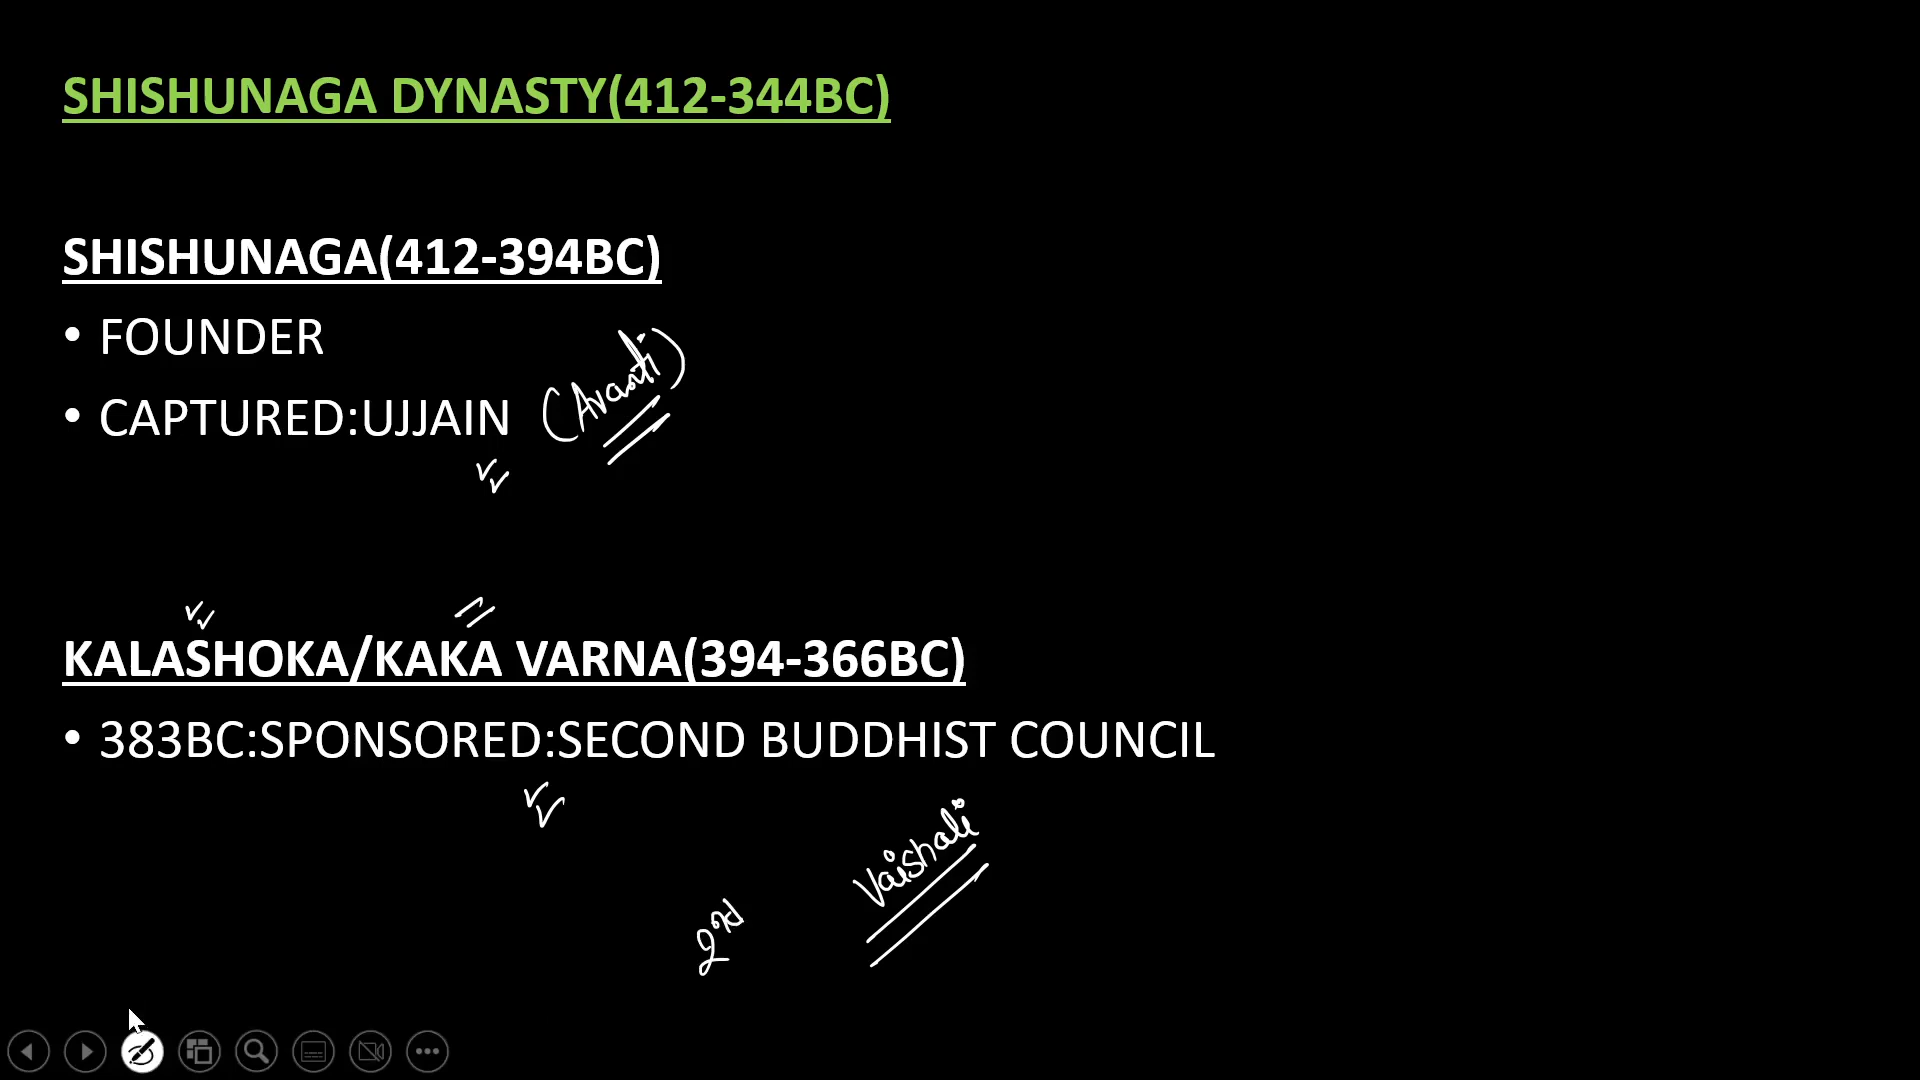 SHISHUNAGA DYNASTY(412-344BC)
SHISHUNAGA(412-394BC)
• FOUNDER
• CAPTURED:UJJAIN (Avanti)
KALASHOKA/KAKA VARNA(394-366BC)
• 383BC:SPONSORED:SECOND BUDDHIST COUNCIL
Vaishali
2nd